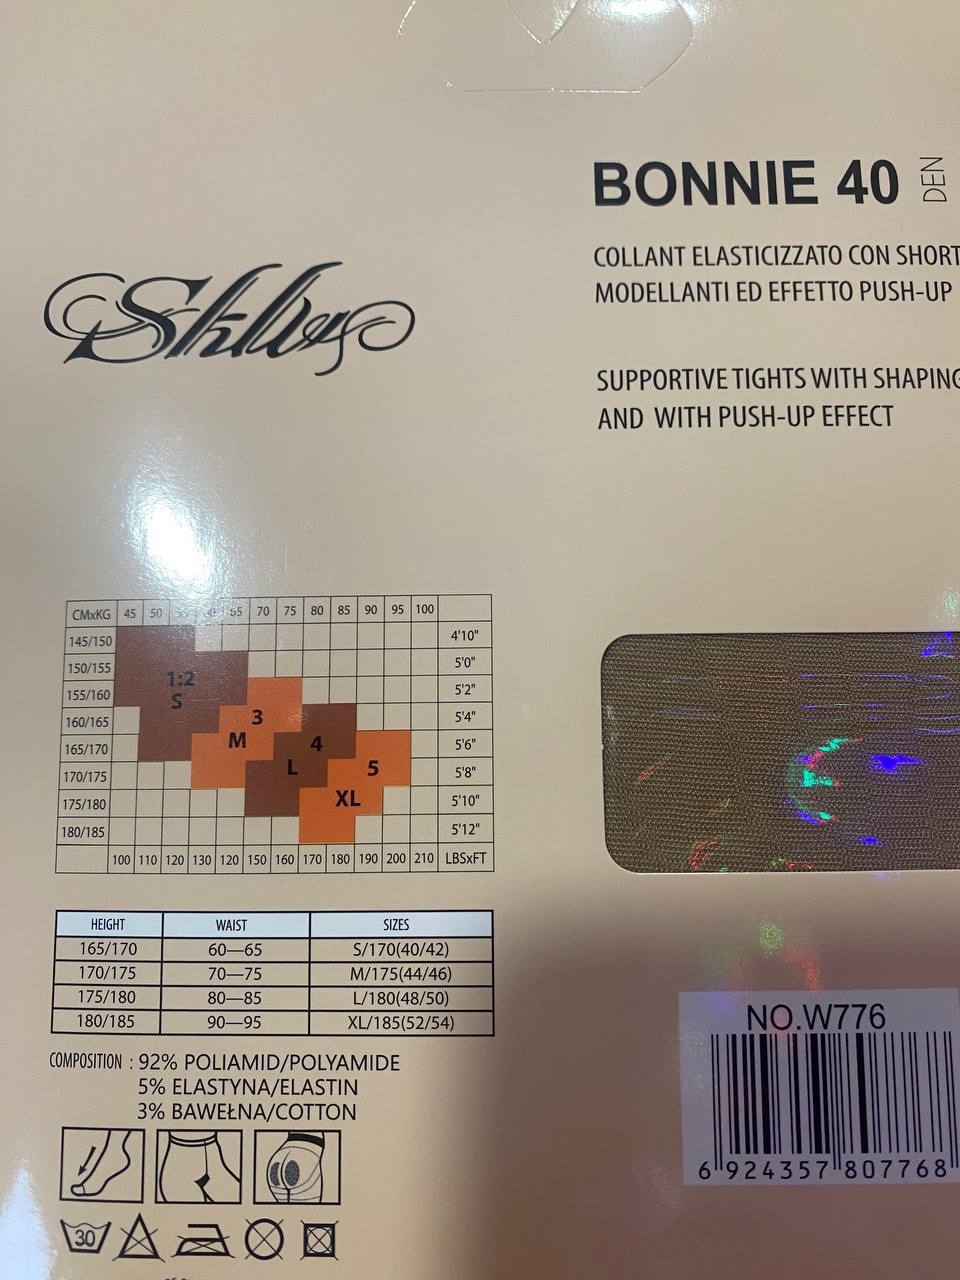 BONNIE 40 DEN
COLLANT ELASTICIZZATO CON SHORT
MODELLANTI ED EFFETTO PUSH-UP
SUPPORTIVE TIGHTS WITH SHAPING
AND WITH PUSH-UP EFFECT
CMxKG 45 50 65 70 75 80 85 90 95 100
145/150 4'10"
150/155 5'0"
155/160 5'2"
160/165 5'4"
165/170 5'6"
170/175 5'8"
175/180 5'10"
180/185 5'12"
100 110 120 130 120 150 160 170 180 190 200 210 LBSxFT
1:2
S
3
M
4
L
5
XL
HEIGHT WAIST SIZES
165/170 60—65 S/170(40/42)
170/175 70—75 M/175(44/46)
175/180 80—85 L/180(48/50)
180/185 90—95 XL/185(52/54)
COMPOSITION : 92% POLIAMID/POLYAMIDE
5% ELASTYNA/ELASTIN
3% BAWEŁNA/COTTON
30
NO.W776
6 924357 807768